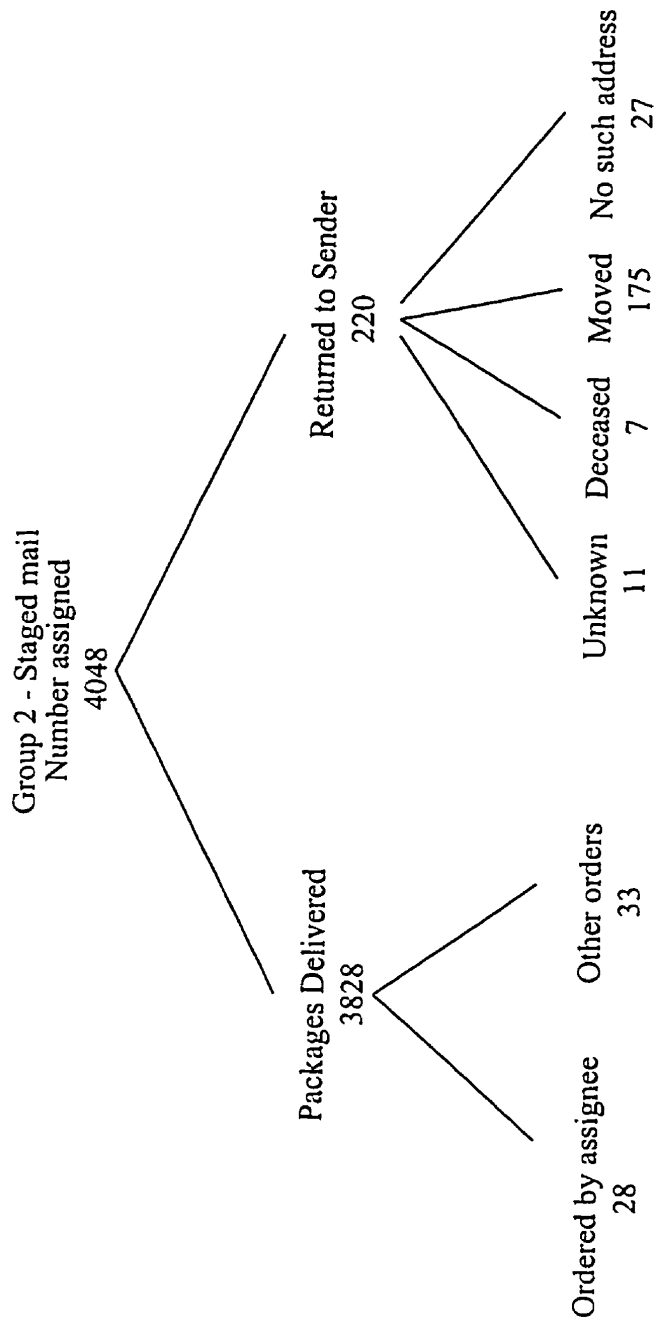 Group 2 - Staged mail
Number assigned
4048
Packages Delivered
3828
Returned to Sender
220
Ordered by assignee
28
Other orders
33
Unknown
11
Deceased
7
Moved
175
No such address
27